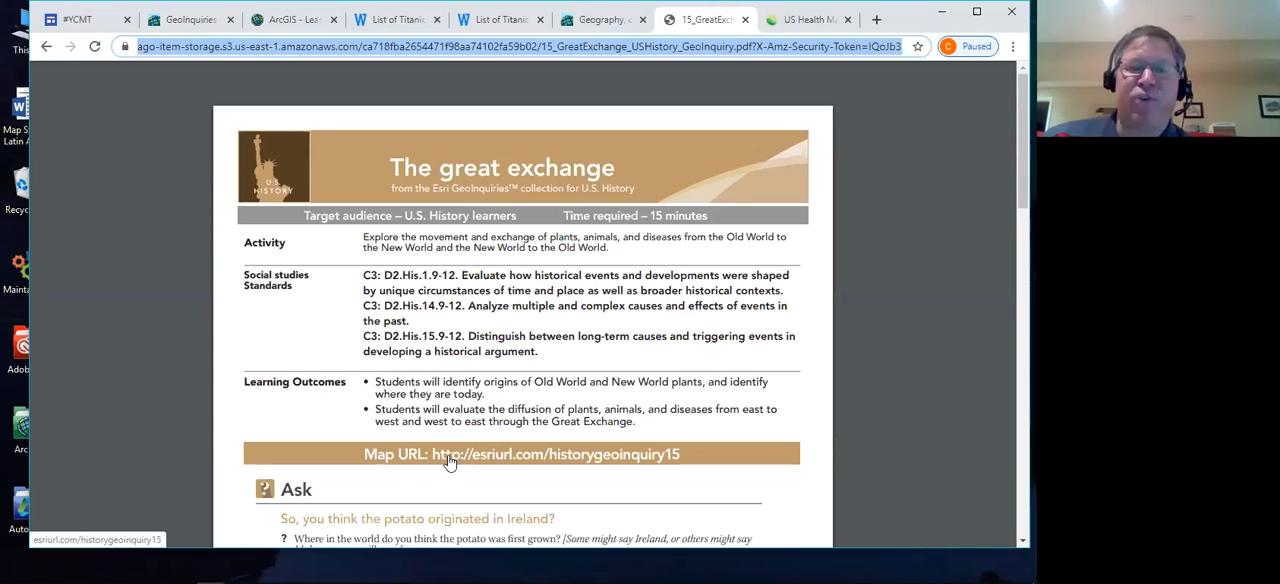 This
Map S
Latin A
Recyc
Mainta
Adob
Arc
Auto
#YCMT
GeoInquiries
ArcGIS - Lea
List of Titanic
List of Titanic
Geography, c
15_GreatExch
US Health M
ago-item-storage.s3.us-east-1.amazonaws.com/ca718fba2654471f98aa74102fa59b02/15_GreatExchange_USHistory_GeoInquiry.pdf?X-Amz-Security-Token=IQoJb3
C Paused
U.S.
HISTORY
The great exchange
from the Esri GeoInquiries™ collection for U.S. History
Target audience – U.S. History learners Time required – 15 minutes
Activity
Explore the movement and exchange of plants, animals, and diseases from the Old World to
the New World and the New World to the Old World.
Social studies
Standards
C3: D2.His.1.9-12. Evaluate how historical events and developments were shaped
by unique circumstances of time and place as well as broader historical contexts.
C3: D2.His.14.9-12. Analyze multiple and complex causes and effects of events in
the past.
C3: D2.His.15.9-12. Distinguish between long-term causes and triggering events in
developing a historical argument.
Learning Outcomes
• Students will identify origins of Old World and New World plants, and identify
where they are today.
• Students will evaluate the diffusion of plants, animals, and diseases from east to
west and west to east through the Great Exchange.
Map URL: http://esriurl.com/historygeoinquiry15
? Ask
So, you think the potato originated in Ireland?
? Where in the world do you think the potato was first grown? [Some might say Ireland, or others might say
esriurl.com/historygeoinquiry15